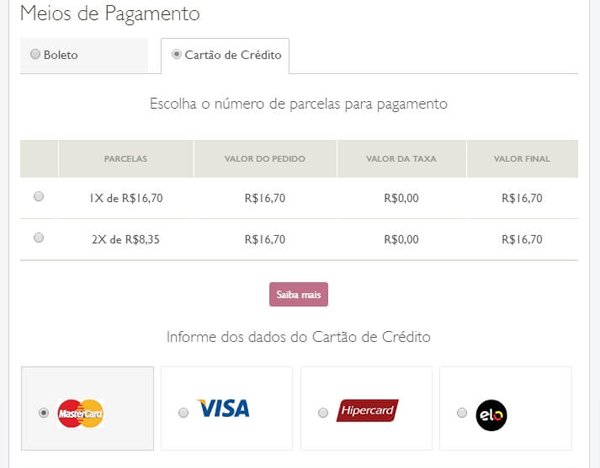 Meios de Pagamento
Boleto
Cartão de Crédito
Escolha o número de parcelas para pagamento
PARCELAS VALOR DO PEDIDO VALOR DA TAXA VALOR FINAL
1X de R$16,70 R$16,70 R$0,00 R$16,70
2X de R$8,35 R$16,70 R$0,00 R$16,70
Saiba mais
Informe dos dados do Cartão de Crédito
MasterCard VISA Hipercard elo